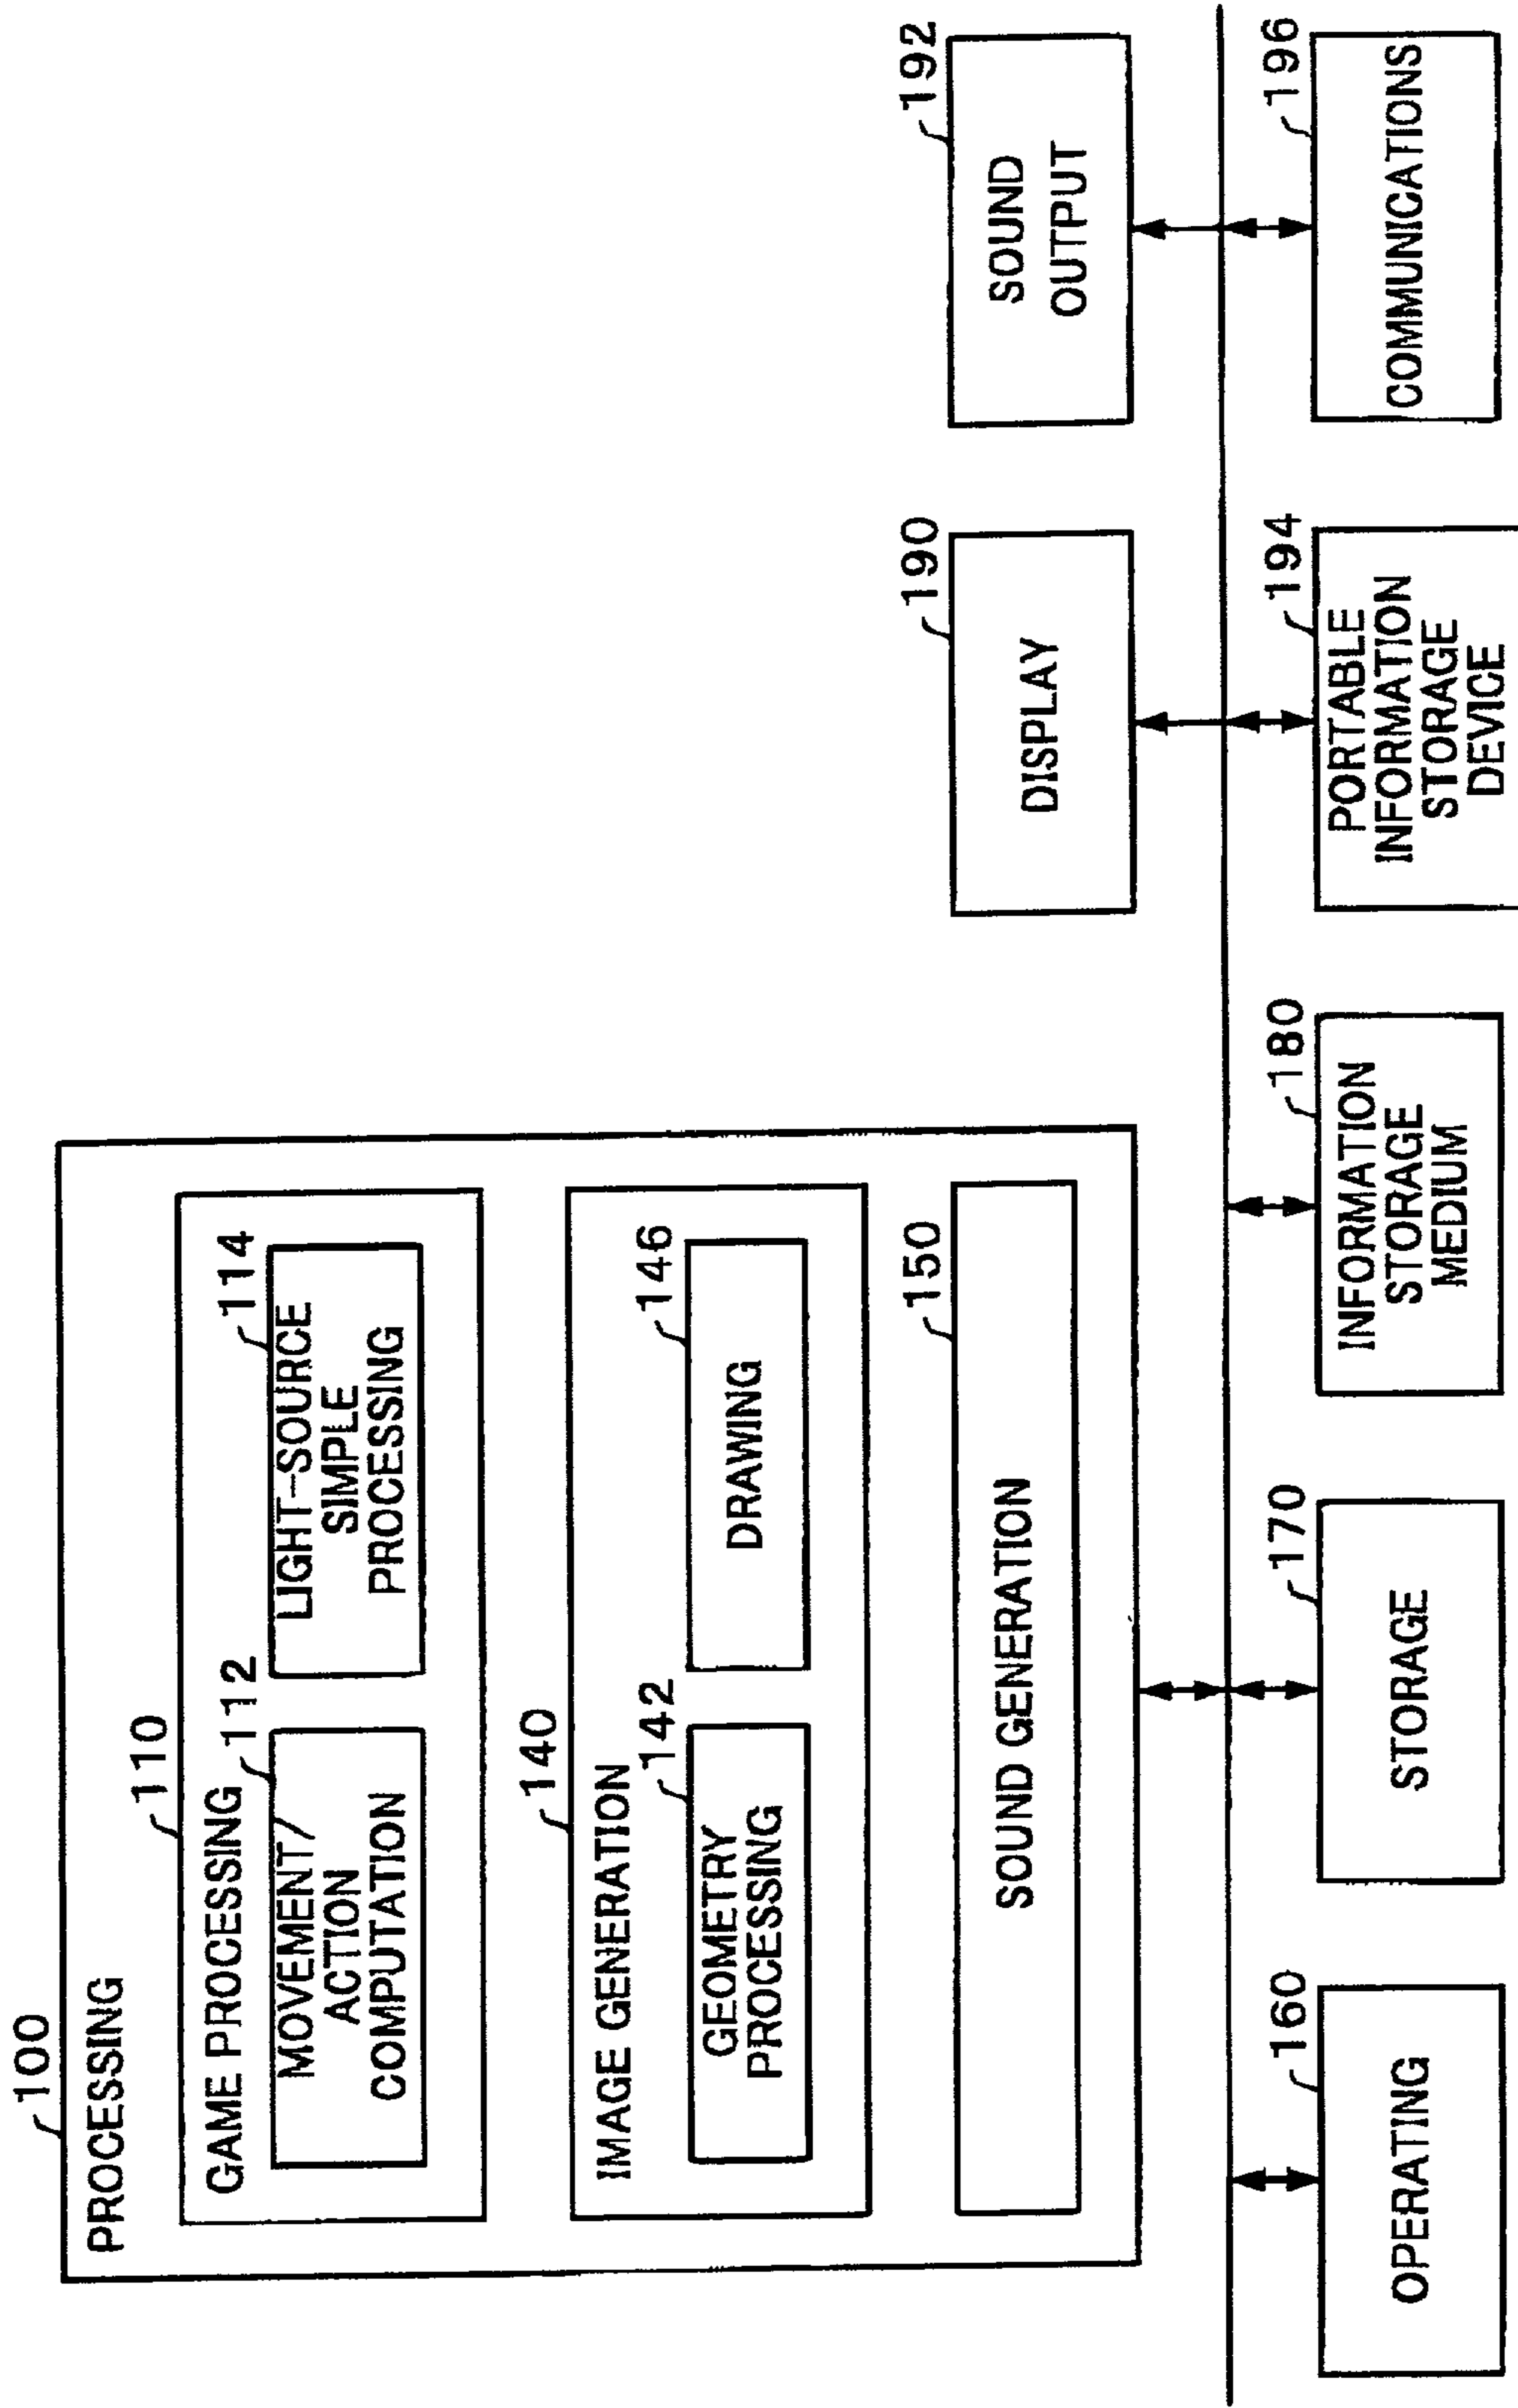 100
PROCESSING
110
GAME PROCESSING
112
MOVEMENT/
ACTION
COMPUTATION
114
LIGHT-SOURCE
SIMPLE
PROCESSING
140
IMAGE GENERATION
142
GEOMETRY
PROCESSING
146
DRAWING
150
SOUND GENERATION
190
DISPLAY
192
SOUND
OUTPUT
160
OPERATING
170
STORAGE
180
INFORMATION
STORAGE
MEDIUM
194
PORTABLE
INFORMATION
STORAGE
DEVICE
196
COMMUNICATIONS